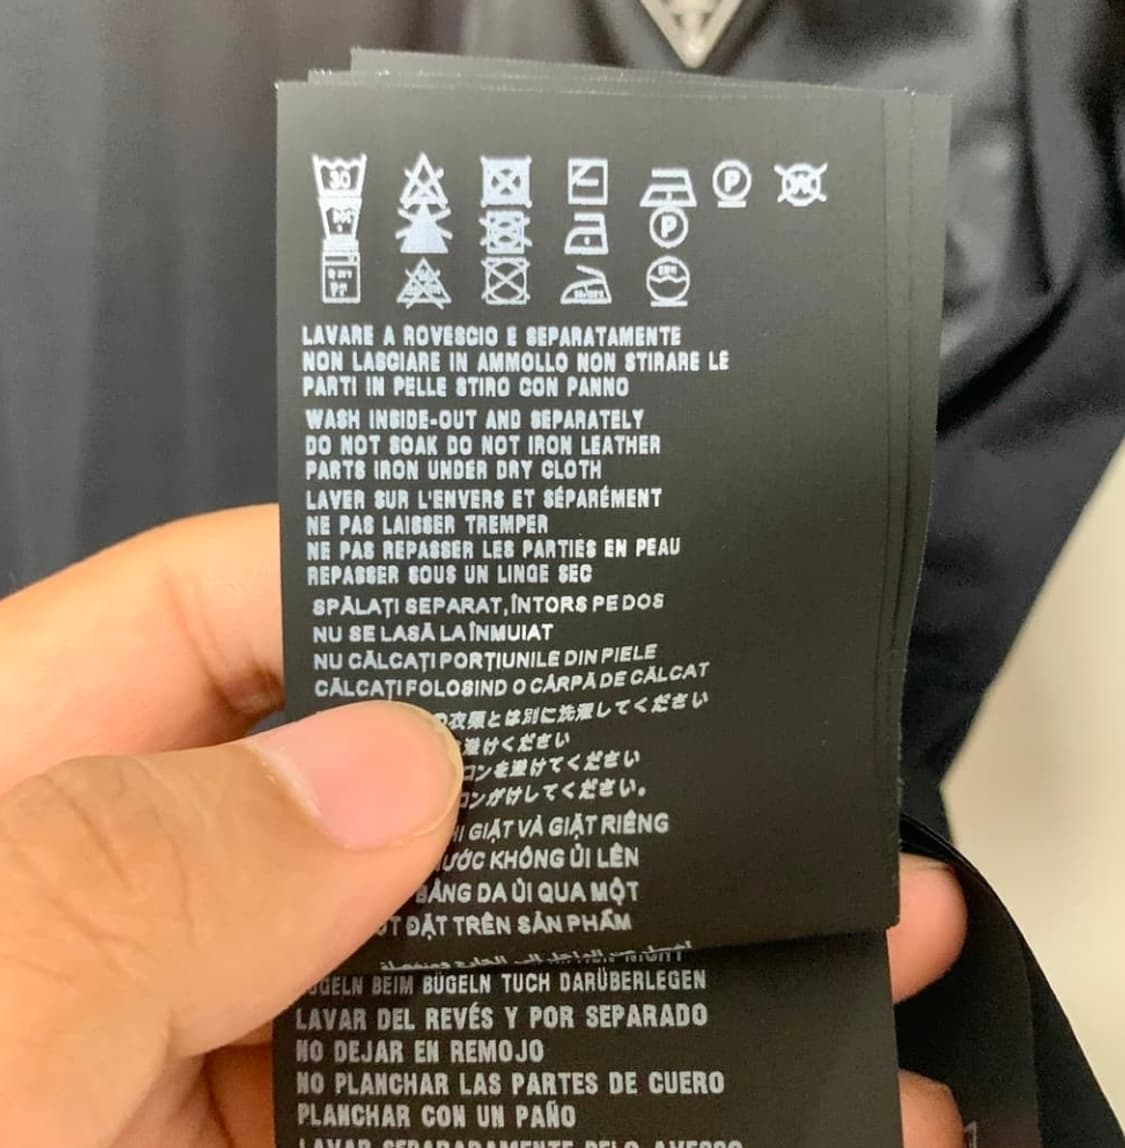 30
P
W
P
LAVARE A ROVESCIO E SEPARATAMENTE
NON LASCIARE IN AMMOLLO NON STIRARE LE
PARTI IN PELLE STIRO CON PANNO
WASH INSIDE-OUT AND SEPARATELY
DO NOT SOAK DO NOT IRON LEATHER
PARTS IRON UNDER DRY CLOTH
LAVER SUR L'ENVERS ET SÉPARÉMENT
NE PAS LAISSER TREMPER
NE PAS REPASSER LES PARTIES EN PEAU
REPASSER SOUS UN LINGE SEC
SPĂLAȚI SEPARAT, ÎNTORS PE DOS
NU SE LASĂ LA ÎNMUIAT
NU CĂLCAȚI PORȚIUNILE DIN PIELE
CĂLCAȚI FOLOSIND O CÂRPĂ DE CĂLCAT
の衣類とは別に洗濯してください
避けください
コンを避けてください
コンがけしてください。
GIẶT VÀ GIẶT RIÊNG
KHÔNG ỦI LÊN
DA ỦI QUA MỘT
ĐẶT TRÊN SẢN PHẨM
BEIM BÜGELN TUCH DARÜBERLEGEN
LAVAR DEL REVÉS Y POR SEPARADO
NO DEJAR EN REMOJO
NO PLANCHAR LAS PARTES DE CUERO
PLANCHAR CON UN PAÑO
LAVAR SEPARADAMENTE PELO AVESSO